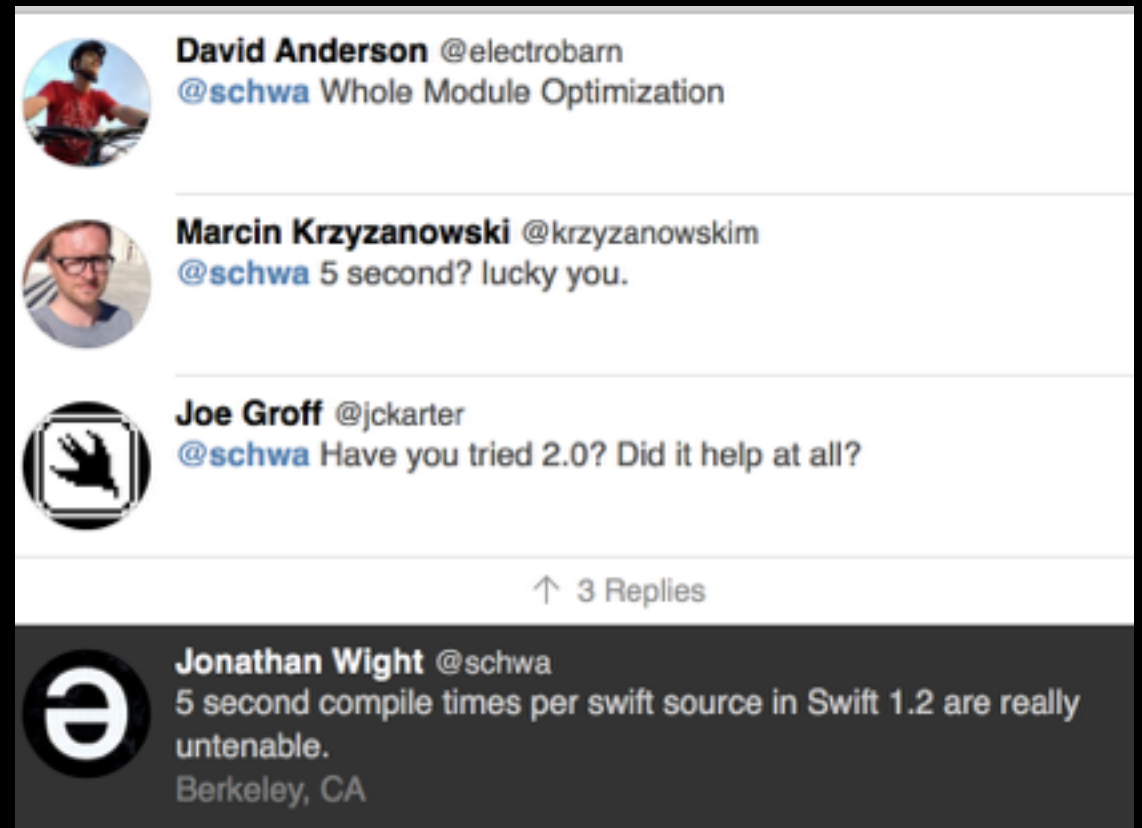 David Anderson @electrobarn
@schwa Whole Module Optimization
Marcin Krzyzanowski @krzyzanowskim
@schwa 5 second? lucky you.
Joe Groff @jckarter
@schwa Have you tried 2.0? Did it help at all?
↑ 3 Replies
Jonathan Wight @schwa
5 second compile times per swift source in Swift 1.2 are really
untenable.
Berkeley, CA